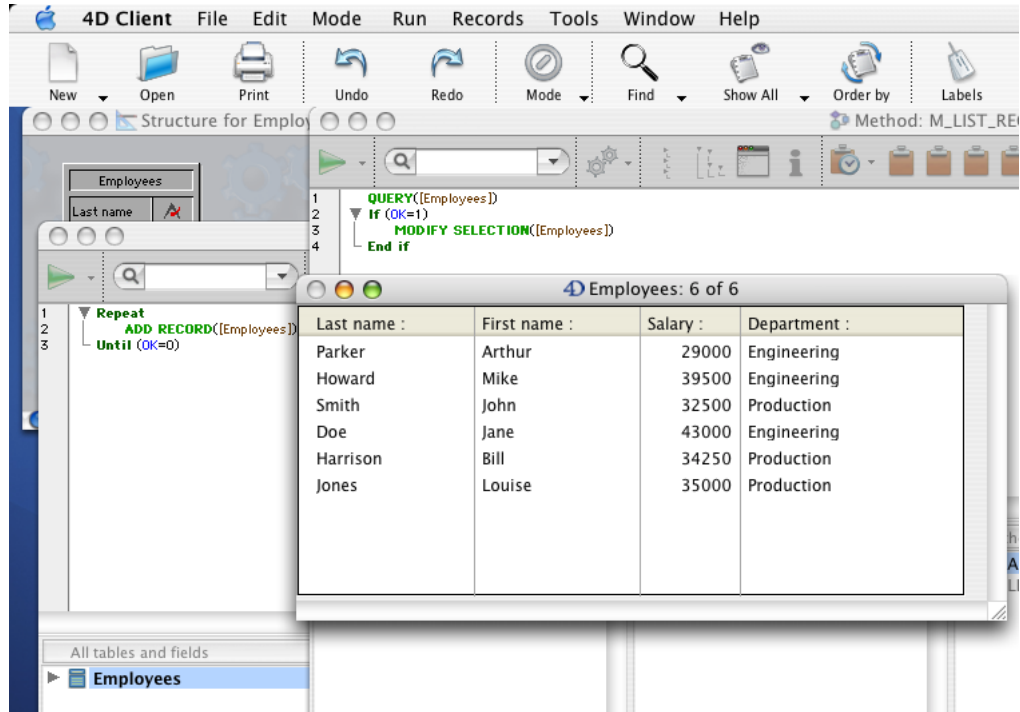 4D Client File Edit Mode Run Records Tools Window Help
New Open Print Undo Redo Mode Find Show All Order by Labels
Structure for
Method:
Employees
Last name
1 QUERY([Employees])
2 If (OK=1)
3 MODIFY SELECTION([Employees])
4 End if
1 Repeat
2 ADD RECORD([Employees])
3 Until (OK=0)
4D Employees: 6 of 6
Last name : First name : Salary : Department :
Parker Arthur 29000 Engineering
Howard Mike 39500 Engineering
Smith John 32500 Production
Doe Jane 43000 Engineering
Harrison Bill 34250 Production
Jones Louise 35000 Production
All tables and fields
Employees